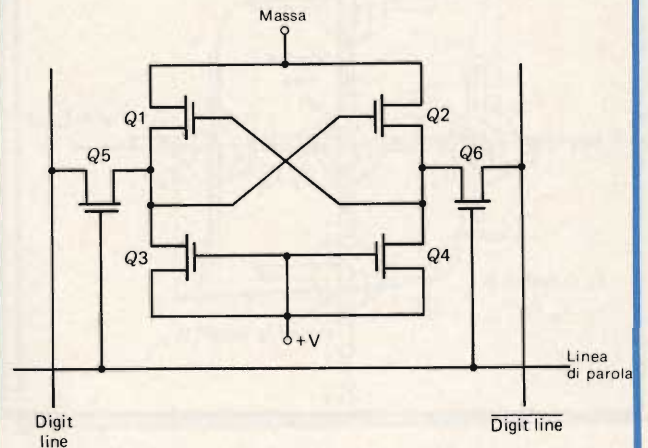 Massa
Q1
Q2
Q5
Q6
Q3
Q4
+V
Linea
di parola
Digit
line
Digit line